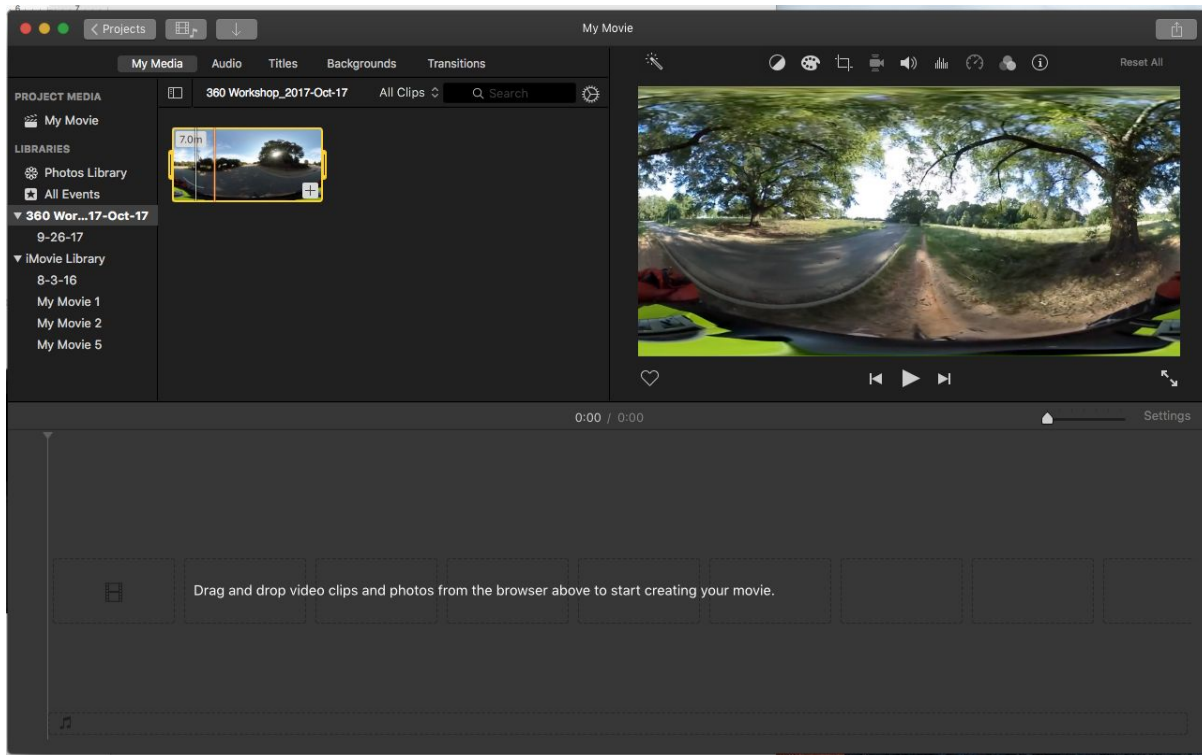 6 7
Projects
My Movie
My Media Audio Titles Backgrounds Transitions
Reset All
PROJECT MEDIA
My Movie
LIBRARIES
Photos Library
All Events
360 Wor...17-Oct-17
9-26-17
iMovie Library
8-3-16
My Movie 1
My Movie 2
My Movie 5
360 Workshop_2017-Oct-17 All Clips Search
7.0m
0:00 / 0:00
Settings
Drag and drop video clips and photos from the browser above to start creating your movie.